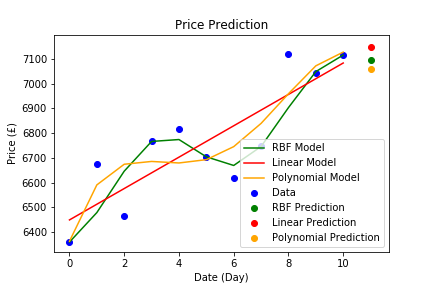 Price Prediction
7100
7000
6900
6800
6700
6600
6500
6400
Price (£)
RBF Model
Linear Model
Polynomial Model
Data
RBF Prediction
Linear Prediction
Polynomial Prediction
0 2 4 6 8 10
Date (Day)